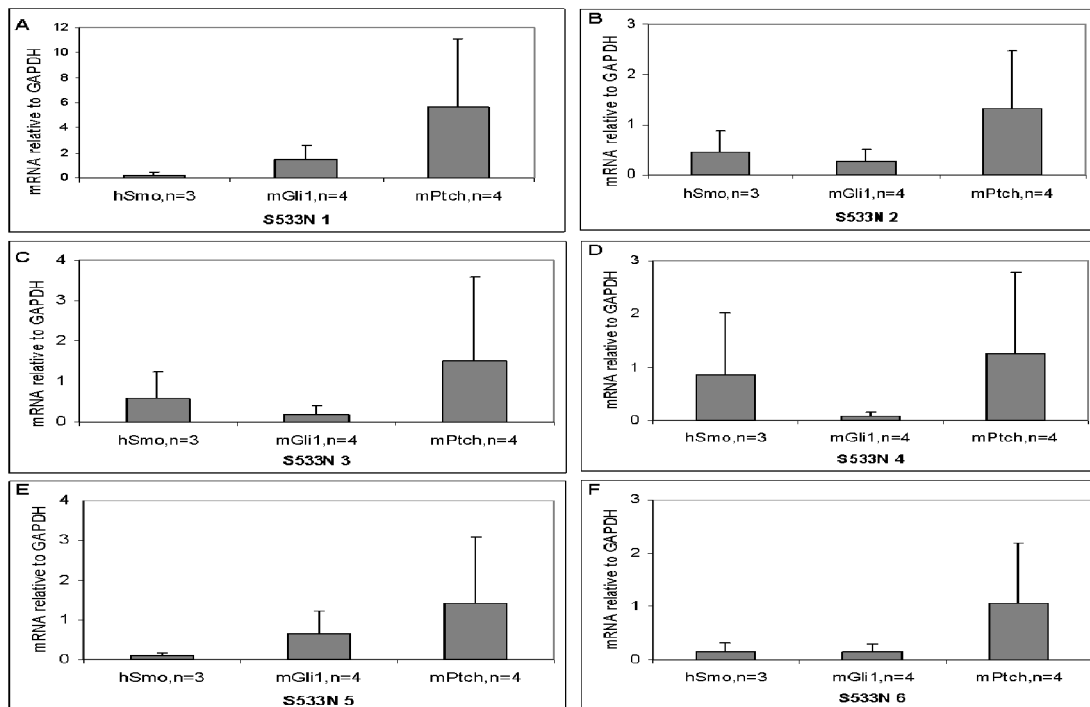 A
mRNA relative to GAPDH
12
10
8
6
4
2
0
hSmo,n=3 mGli1,n=4 mPtch,n=4
S533N 1
B
mRNA relative to GAPDH
3
2
1
0
hSmo,n=3 mGli1,n=4 mPtch,n=4
S533N 2
C
mRNA relative to GAPDH
4
3
2
1
0
hSmo,n=3 mGli1,n=4 mPtch,n=4
S533N 3
D
mRNA relative to GAPDH
3
2
1
0
hSmo,n=3 mGli1,n=4 mPtch,n=4
S533N 4
E
mRNA relative to GAPDH
4
3
2
1
0
hSmo,n=3 mGli1,n=4 mPtch,n=4
S533N 5
F
mRNA relative to GAPDH
3
2
1
0
hSmo,n=3 mGli1,n=4 mPtch,n=4
S533N 6